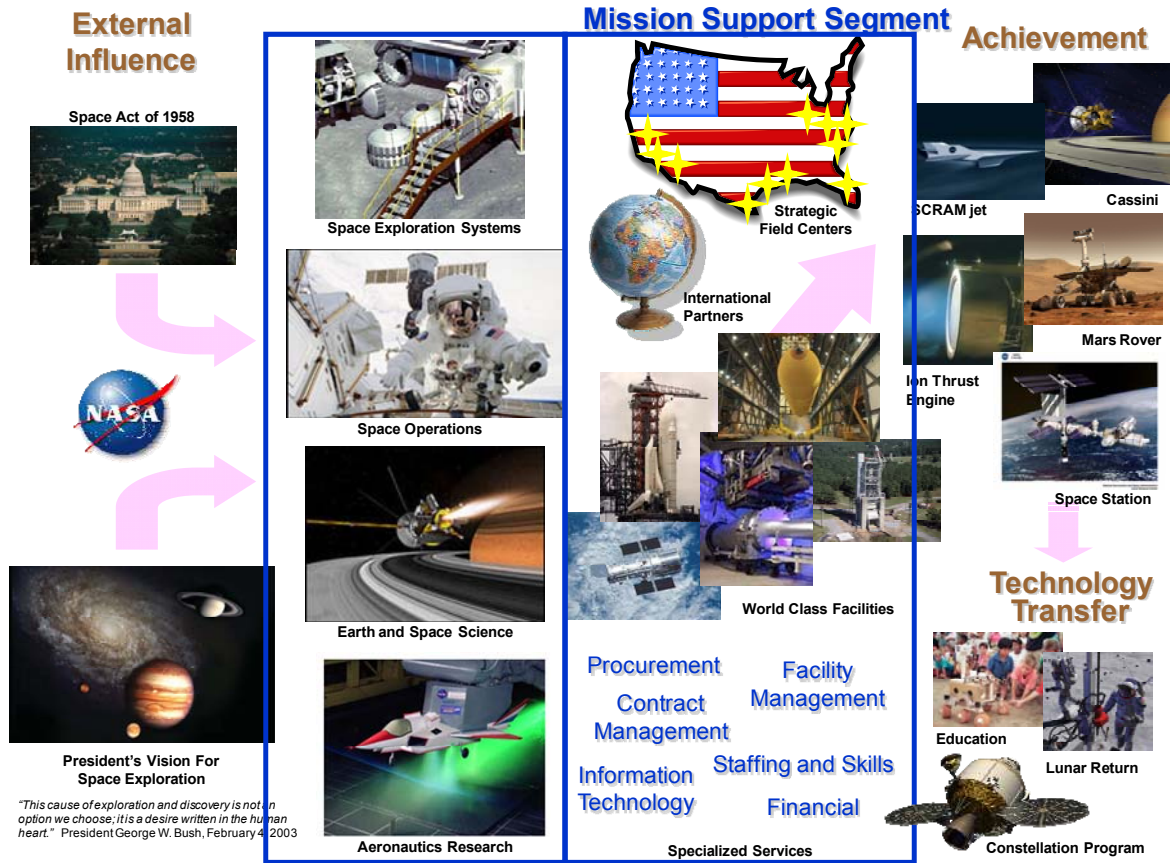 External
Influence
Space Act of 1958
NASA
President's Vision For
Space Exploration
"This cause of exploration and discovery is not an
option we choose; it is a desire written in the human
heart." President George W. Bush, February 4, 2003
Space Exploration Systems
Space Operations
Earth and Space Science
Aeronautics Research
Mission Support Segment
Strategic
Field Centers
International
Partners
World Class Facilities
Procurement
Facility
Management
Contract
Management
Staffing and Skills
Information
Technology
Financial
Specialized Services
Achievement
SCRAM jet
Cassini
Mars Rover
Ion Thrust
Engine
Space Station
Technology
Transfer
Education
Lunar Return
Constellation Program